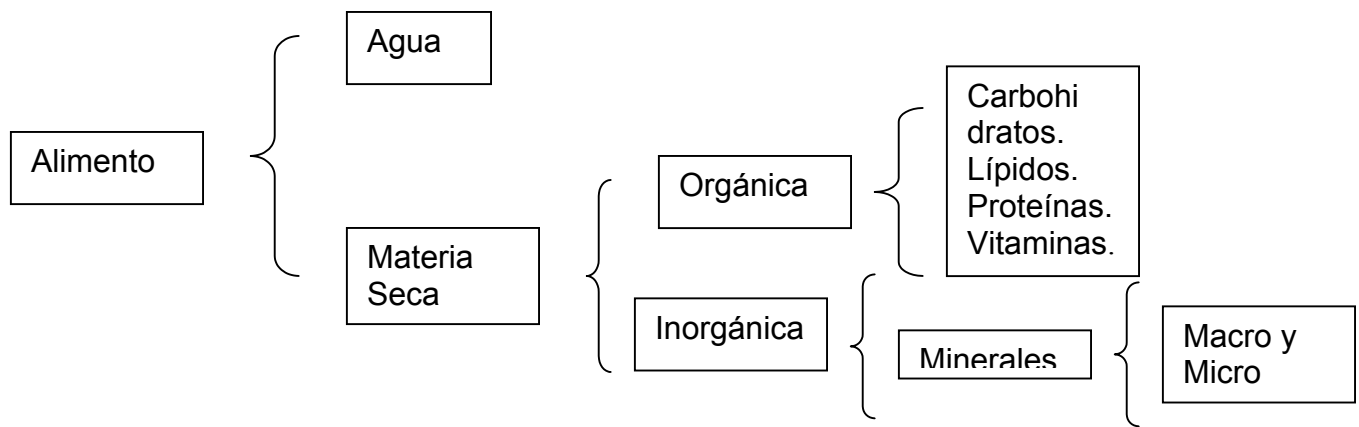 Agua
Alimento
Materia
Seca
Orgánica
Carbohi
dratos.
Lípidos.
Proteínas.
Vitaminas.
Inorgánica
Minerales
Macro y
Micro